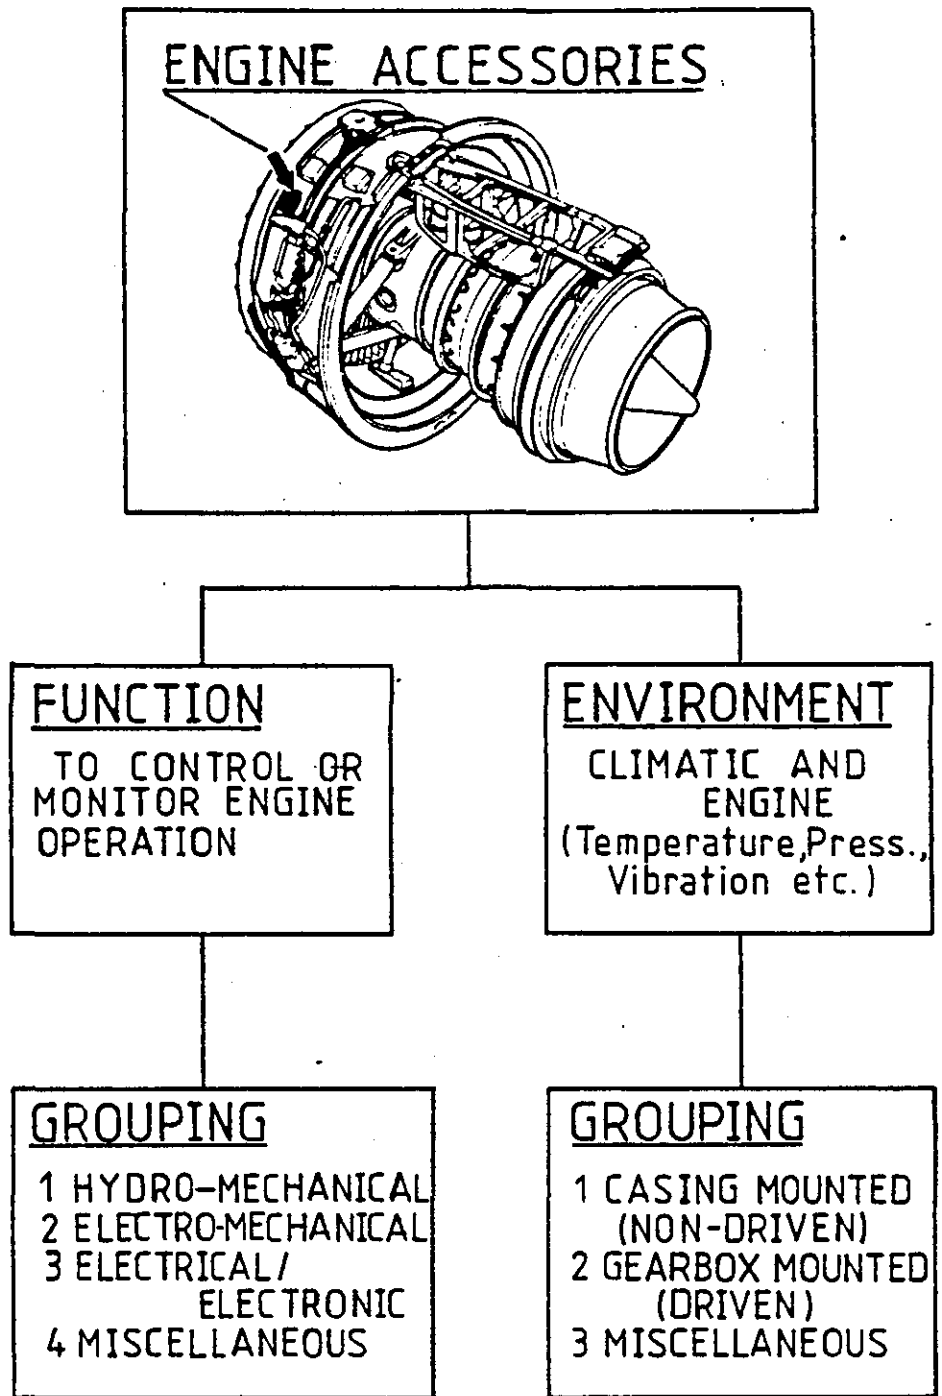 ENGINE ACCESSORIES
FUNCTION
TO CONTROL OR
MONITOR ENGINE
OPERATION
ENVIRONMENT
CLIMATIC AND
ENGINE
(Temperature,Press.,
Vibration etc.)
GROUPING
1 HYDRO-MECHANICAL
2 ELECTRO-MECHANICAL
3 ELECTRICAL/
ELECTRONIC
4 MISCELLANEOUS
GROUPING
1 CASING MOUNTED
(NON-DRIVEN)
2 GEARBOX MOUNTED
(DRIVEN)
3 MISCELLANEOUS